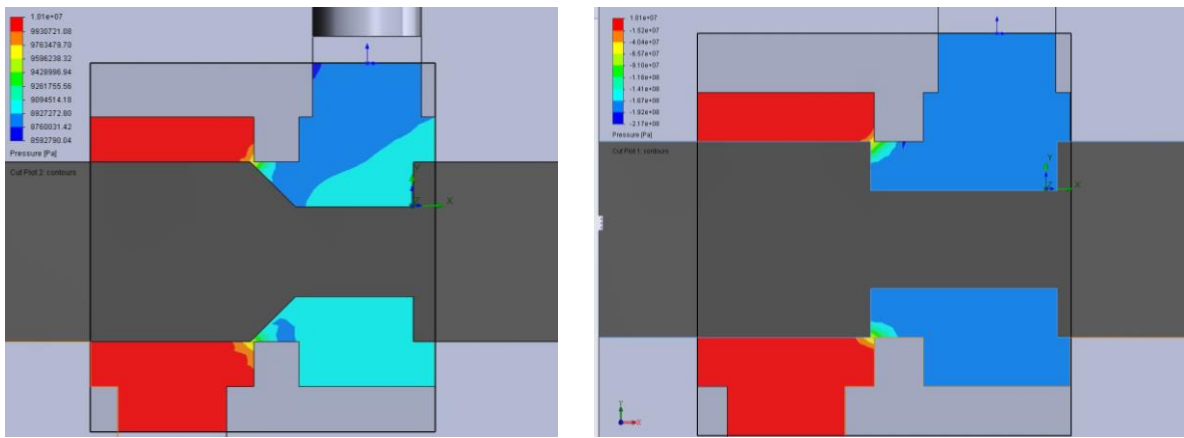 1.01e+07
9930721.08
9763479.70
9596238.32
9428996.94
9261755.56
9094514.18
8927272.80
8760031.42
8592790.04
Pressure [Pa]
Cut Plot 2: contours
Y
X
1.01e+07
-1.52e+07
-4.04e+07
-6.57e+07
-9.10e+07
-1.16e+08
-1.41e+08
-1.67e+08
-1.92e+08
-2.17e+08
Pressure [Pa]
Cut Plot 1: contours
Y
X
Y
X